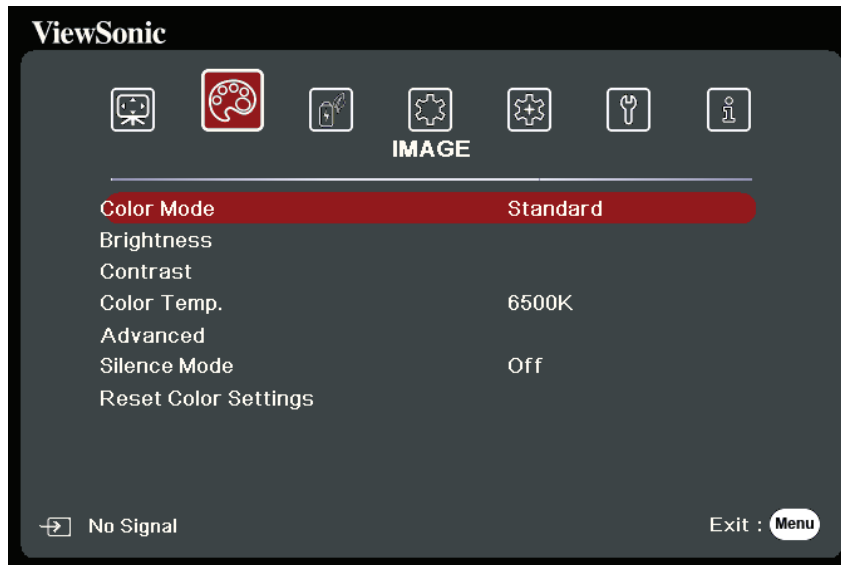 ViewSonic
IMAGE
Color Mode Standard
Brightness
Contrast
Color Temp. 6500K
Advanced
Silence Mode Off
Reset Color Settings
No Signal Exit : Menu